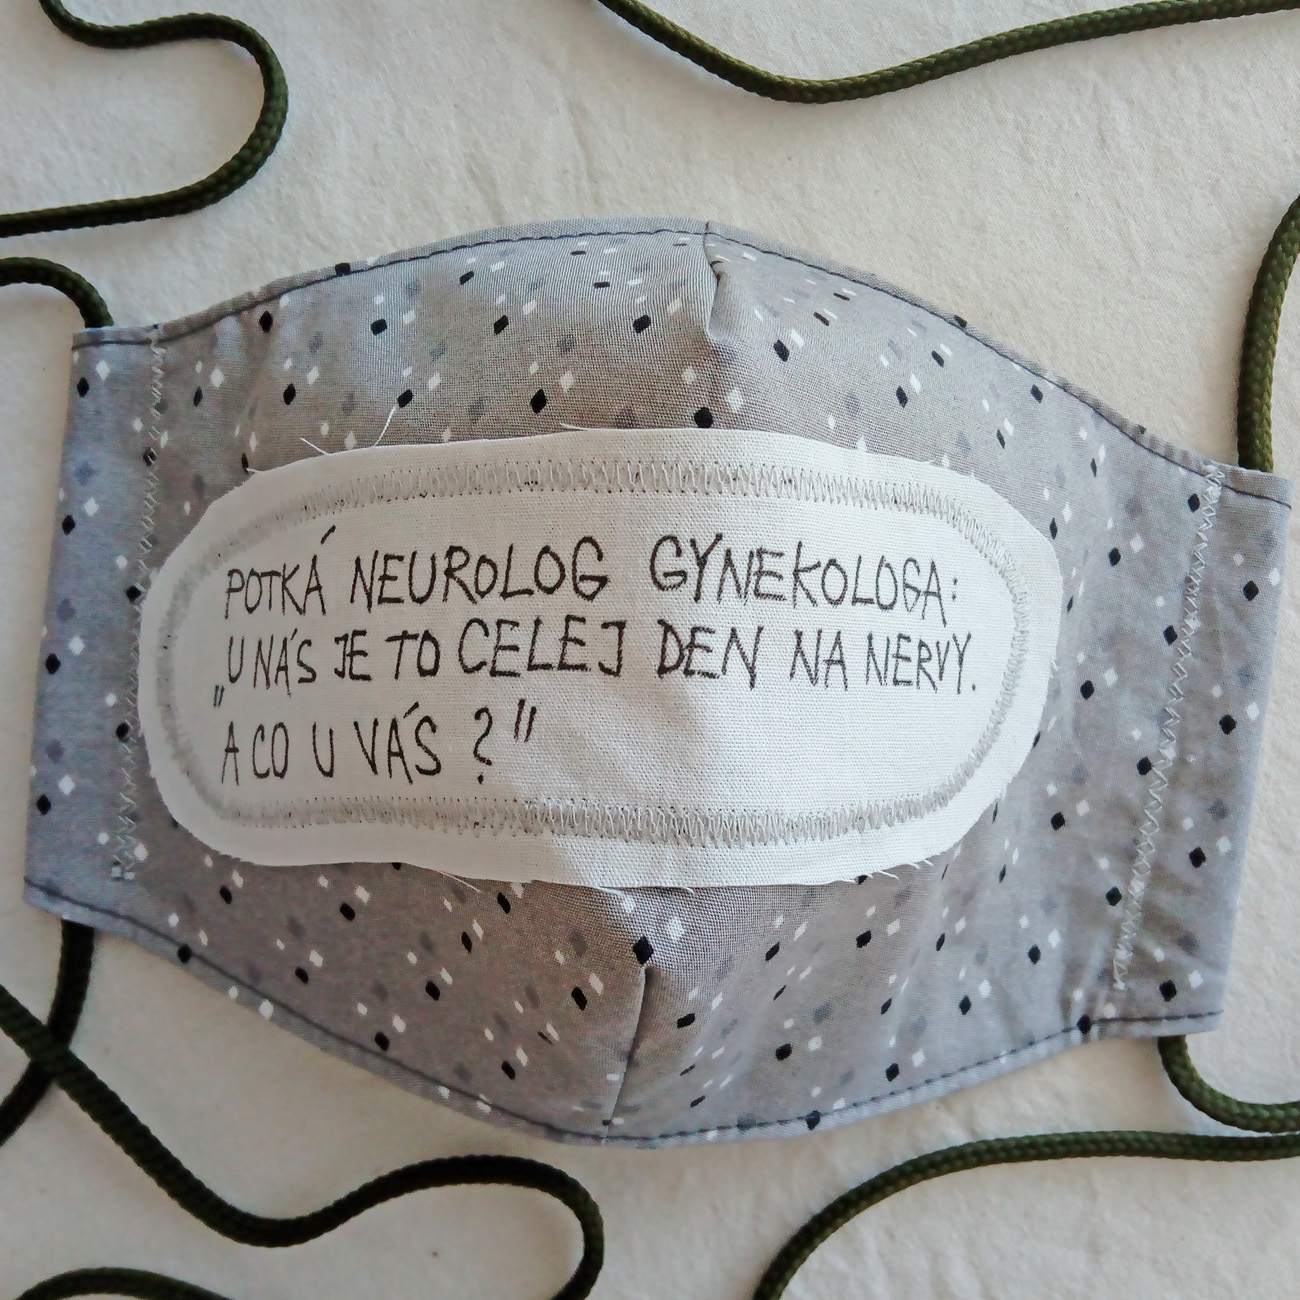 POTKÁ NEUROLOG GYNEKOLOGA:
„U NÁS JE TO CELEJ DEN NA NERVY.
A CO U VÁS ?"